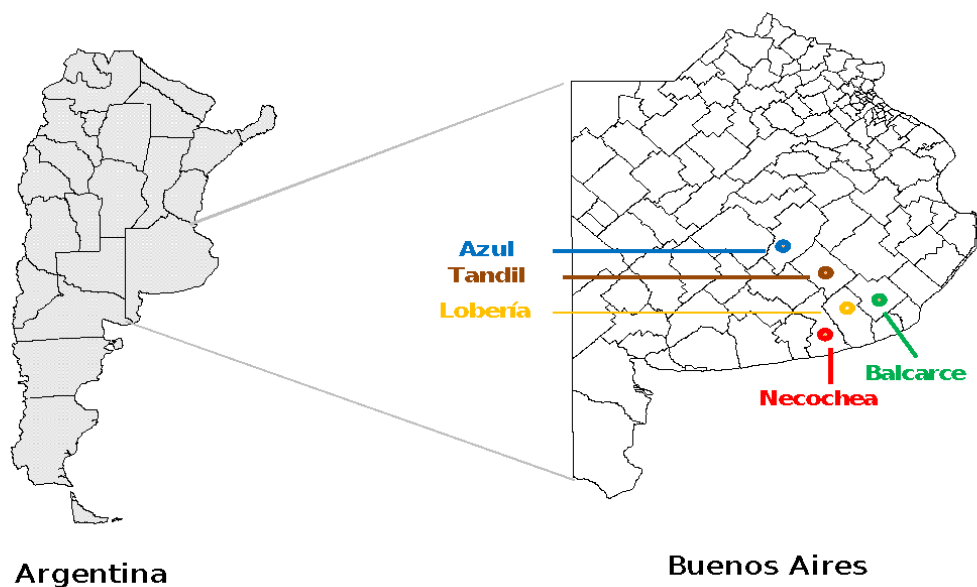 Azul
Tandil
Lobería
Balcarce
Necochea
Argentina
Buenos Aires